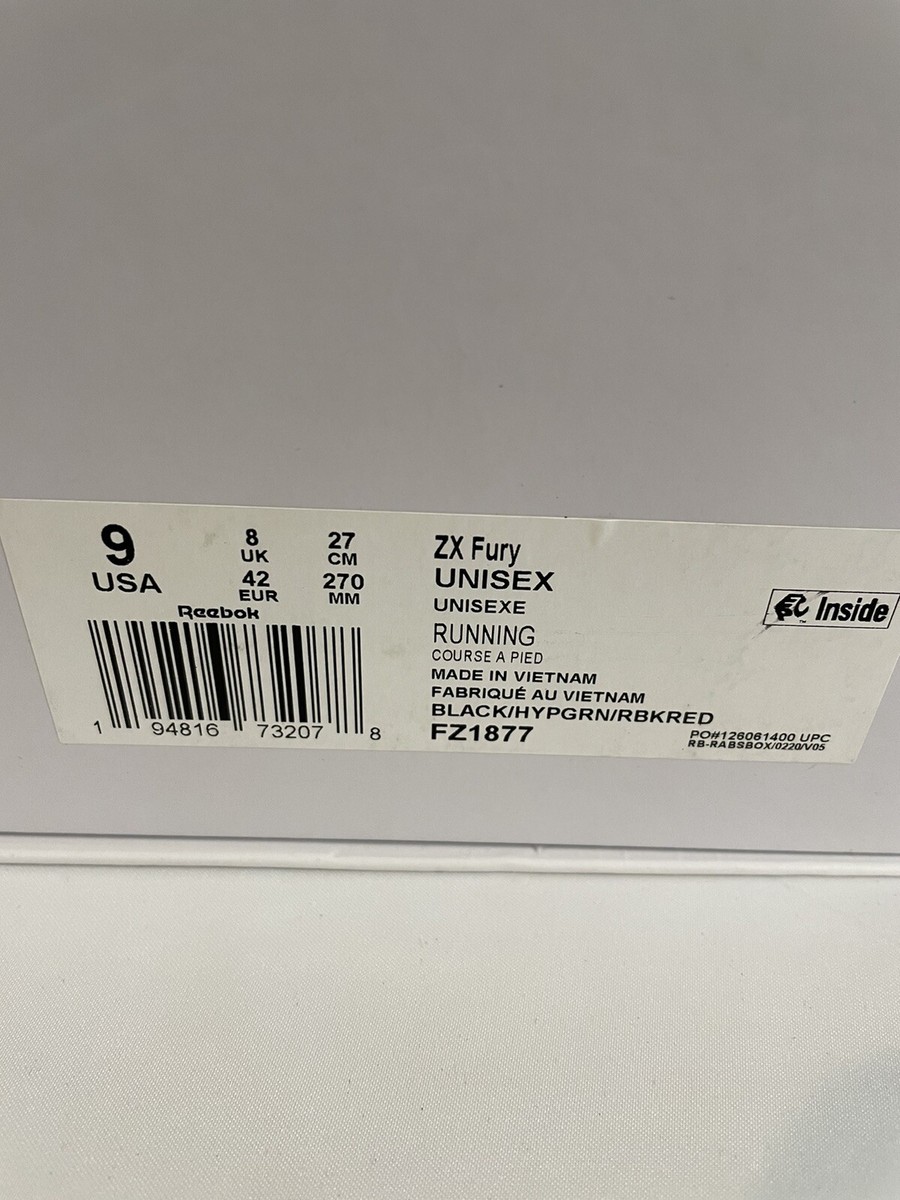 9
USA
8
UK
42
EUR
27
CM
270
MM
Reebok
1 94816 73207 8
ZX Fury
UNISEX
UNISEXE
RUNNING
COURSE A PIED
MADE IN VIETNAM
FABRIQUÉ AU VIETNAM
BLACK/HYPGRN/RBKRED
FZ1877
Inside
TM
PO#126061400 UPC
RB-RABSBOX/0220/V05